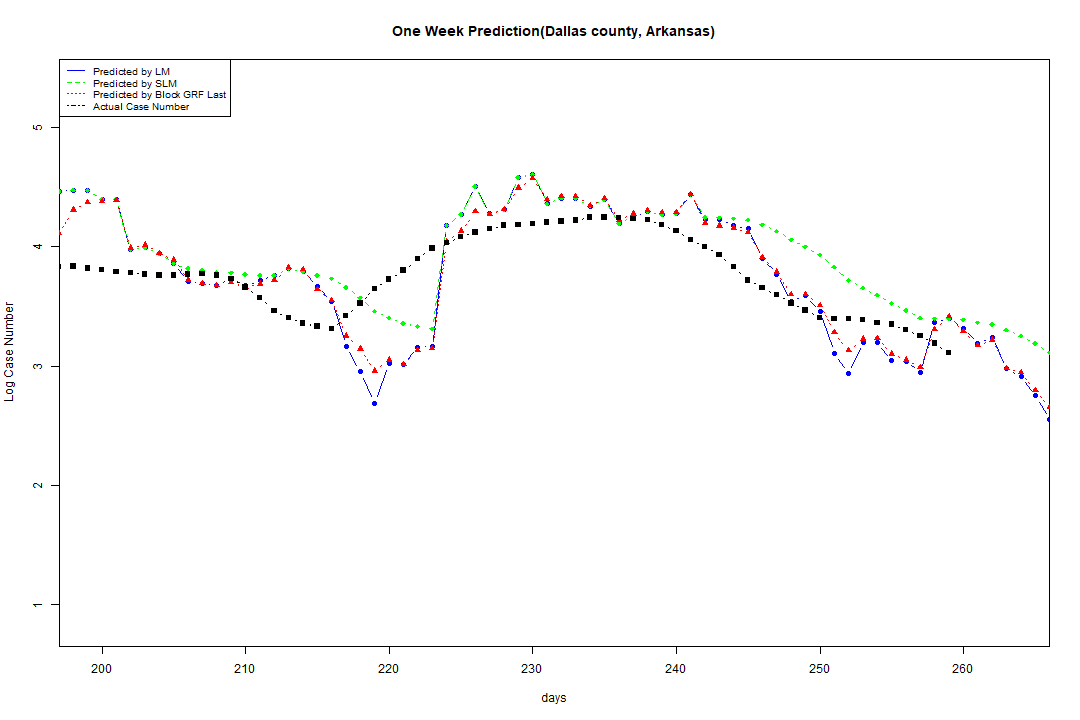 One Week Prediction(Dallas county, Arkansas)
Predicted by LM
Predicted by SLM
Predicted by Block GRF Last
Actual Case Number
5
4
3
2
1
Log Case Number
200 210 220 230 240 250 260
days